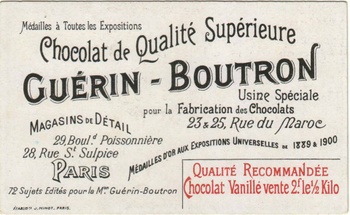 Médailles à Toutes les Expositions
Chocolat de Qualité Supérieure
GUÉRIN - BOUTRON
Usine Spéciale
pour la Fabrication des Chocolats
23 & 25, Rue du Maroc
MAGASINS DE DÉTAIL
29, Boul.d Poissonnière
28, Rue St Sulpice
PARIS
MÉDAILLES D'OR AUX EXPOSITIONS UNIVERSELLES DE 1889 & 1900
72 Sujets Edités pour la Mon Guérin-Boutron
QUALITÉ RECOMMANDÉE
Chocolat Vanillé vente 2f. le ½ Kilo
PARIS.